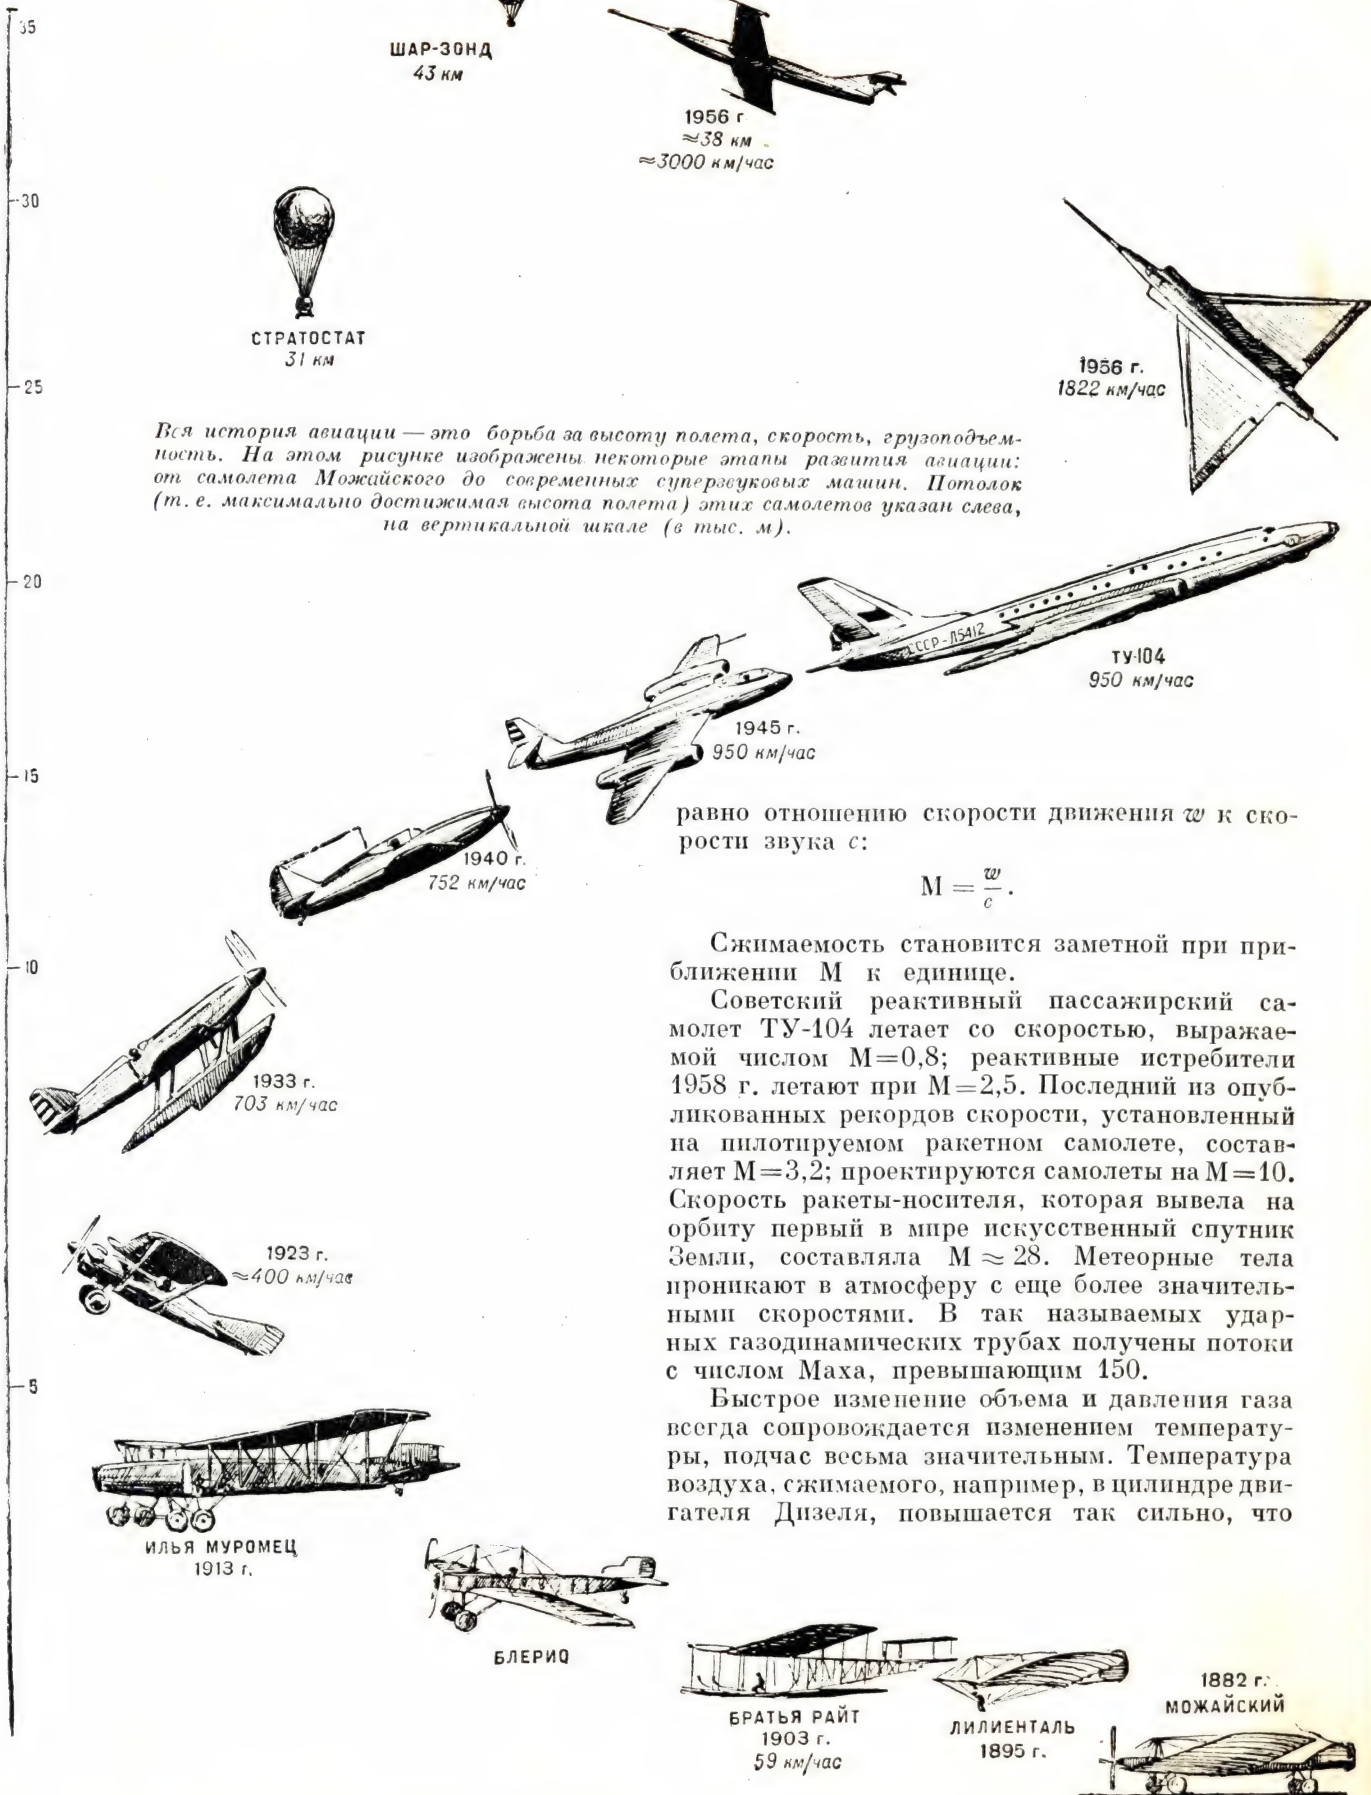 35
ШАР-ЗОНД
43 км
1956 г
≈38 км
≈3000 км/час
30
СТРАТОСТАТ
31 км
1956 г.
1822 км/час
25
Вся история авиации — это борьба за высоту полета, скорость, грузоподъем-
ность. На этом рисунке изображены некоторые этапы развития авиации:
от самолета Можайского до современных суперзвуковых машин. Потолок
(т. е. максимально достижимая высота полета) этих самолетов указан слева,
на вертикальной шкале (в тыс. м).
20
СССР-Л5412
ТУ-104
950 км/час
1945 г.
950 км/час
15
1940 г.
752 км/час
10
1933 г.
703 км/час
1923 г.
≈400 км/час
5
равно отношению скорости движения w к ско-
рости звука c:
M = w/c.
Сжимаемость становится заметной при при-
ближении М к единице.
Советский реактивный пассажирский са-
молет ТУ-104 летает со скоростью, выражае-
мой числом М=0,8; реактивные истребители
1958 г. летают при М=2,5. Последний из опуб-
ликованных рекордов скорости, установленный
на пилотируемом ракетном самолете, состав-
ляет М=3,2; проектируются самолеты на М=10.
Скорость ракеты-носителя, которая вывела на
орбиту первый в мире искусственный спутник
Земли, составляла М ≈ 28. Метеорные тела
проникают в атмосферу с еще более значитель-
ными скоростями. В так называемых удар-
ных газодинамических трубах получены потоки
с числом Маха, превышающим 150.
Быстрое изменение объема и давления газа
всегда сопровождается изменением температу-
ры, подчас весьма значительным. Температура
воздуха, сжимаемого, например, в цилиндре дви-
гателя Дизеля, повышается так сильно, что
ИЛЬЯ МУРОМЕЦ
1913 г.
БЛЕРИО
БРАТЬЯ РАЙТ
1903 г.
59 км/час
ЛИЛИЕНТАЛЬ
1895 г.
1882 г.
МОЖАЙСКИЙ